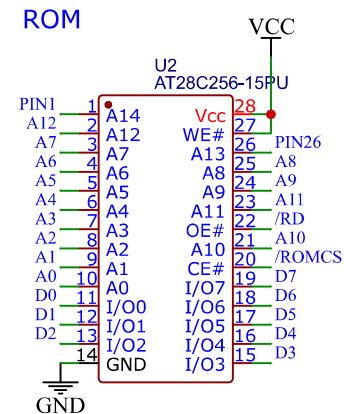 ROM
VCC
U2
AT28C256-15PU
PIN1 1 A14 Vcc 28
A12 2 A12 WE# 27
A7 3 A7 A13 26 PIN26
A6 4 A6 A8 25 A8
A5 5 A5 A9 24 A9
A4 6 A4 A11 23 A11
A3 7 A3 OE# 22 /RD
A2 8 A2 A10 21 A10
A1 9 A1 CE# 20 /ROMCS
A0 10 A0 I/O7 19 D7
D0 11 I/O0 I/O6 18 D6
D1 12 I/O1 I/O5 17 D5
D2 13 I/O2 I/O4 16 D4
14 GND I/O3 15 D3
GND